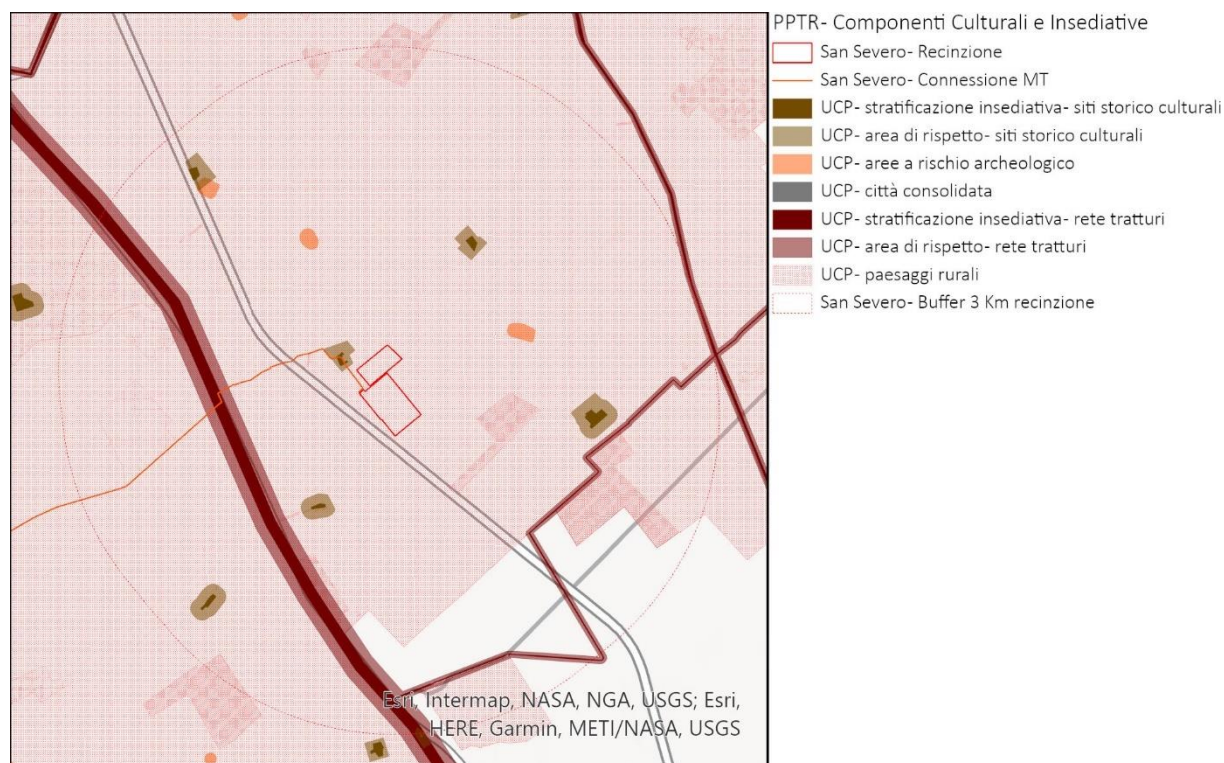 PPTR- Componenti Culturali e Insediative
San Severo- Recinzione
San Severo- Connessione MT
UCP- stratificazione insediativa- siti storico culturali
UCP- area di rispetto- siti storico culturali
UCP- aree a rischio archeologico
UCP- città consolidata
UCP- stratificazione insediativa- rete tratturi
UCP- area di rispetto- rete tratturi
UCP- paesaggi rurali
San Severo- Buffer 3 Km recinzione
Esri, Intermap, NASA, NGA, USGS; Esri,
HERE, Garmin, METI/NASA, USGS